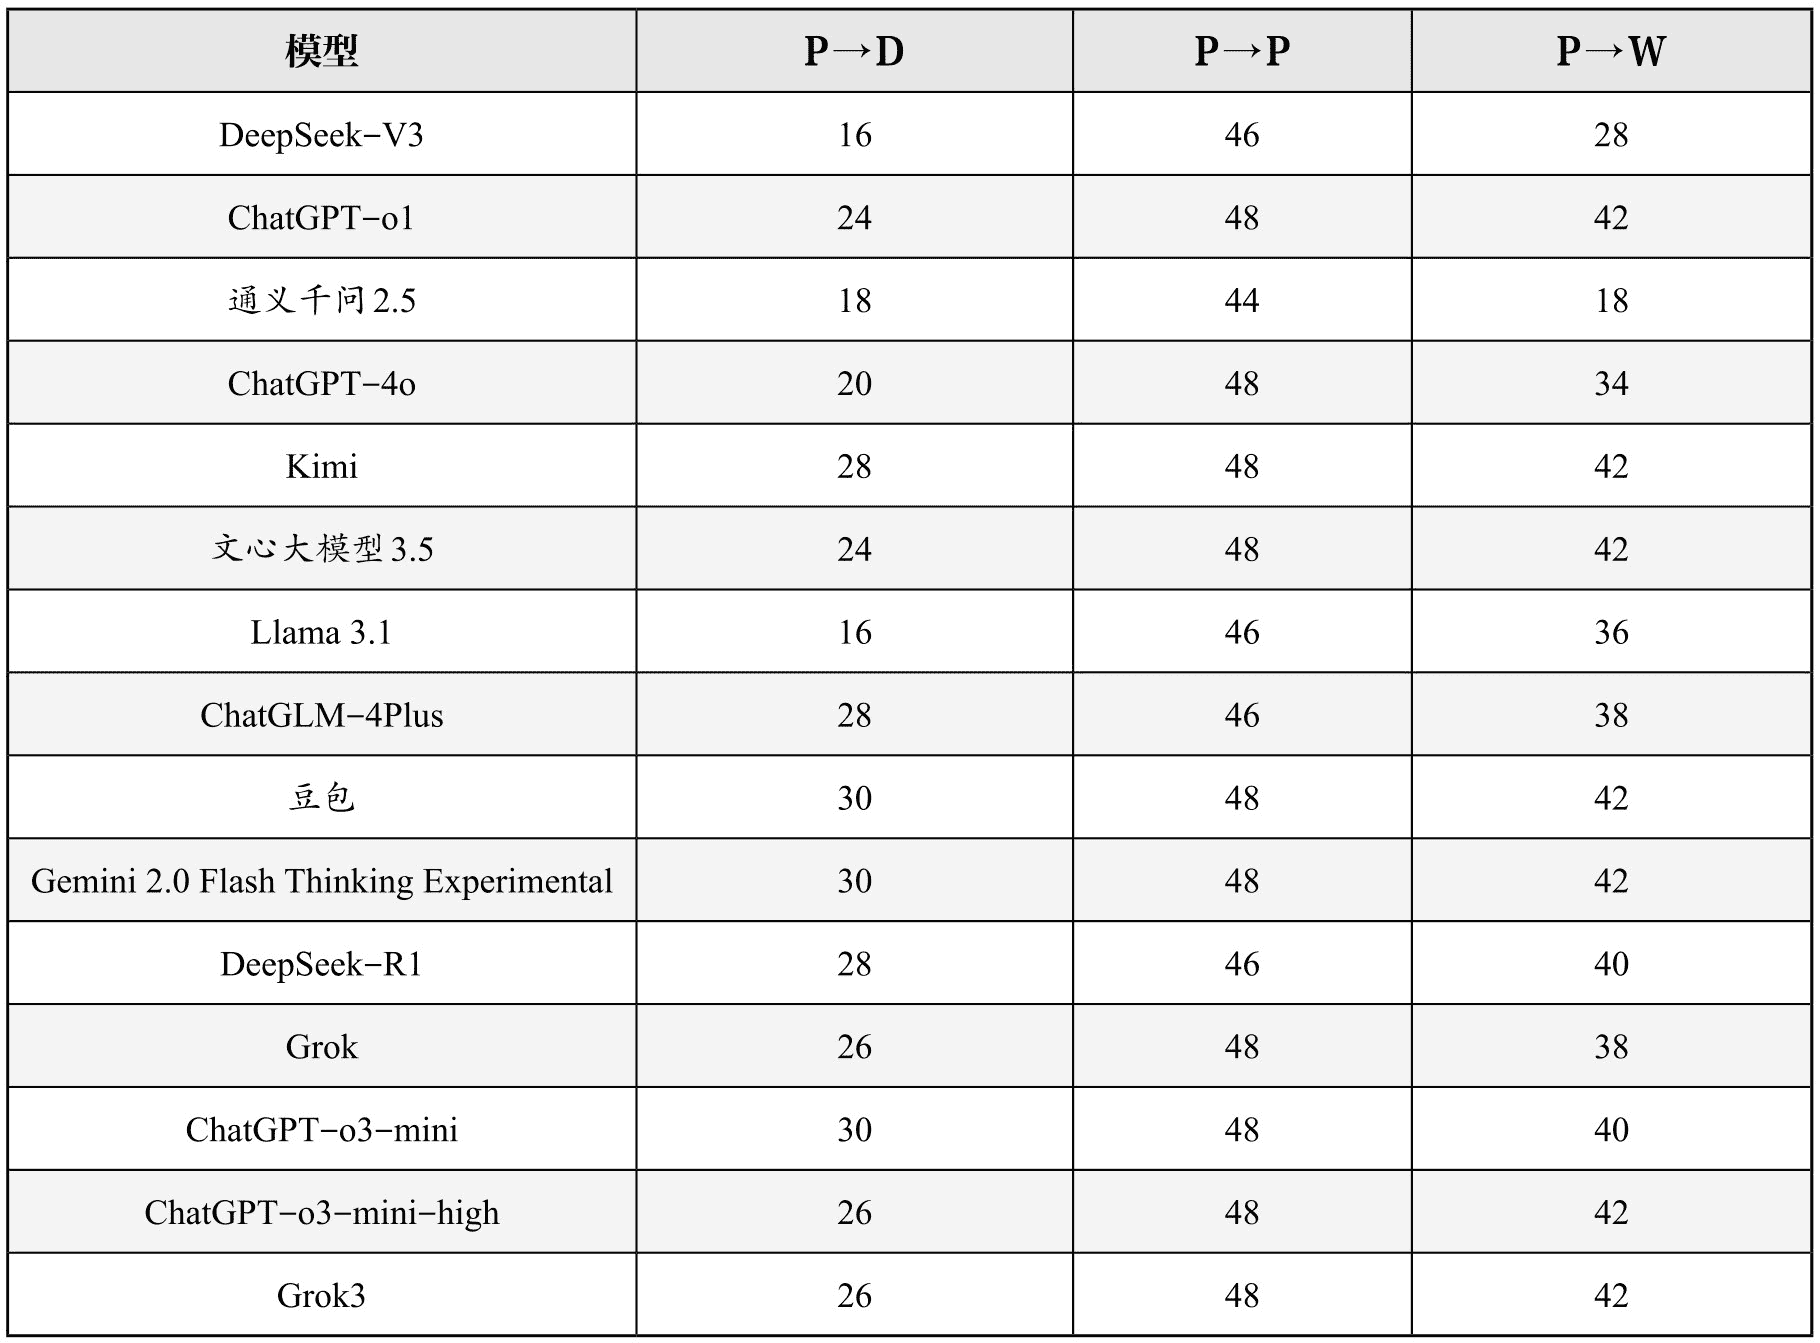 模型 P→D P→P P→W
DeepSeek-V3 16 46 28
ChatGPT-o1 24 48 42
通义千问2.5 18 44 18
ChatGPT-4o 20 48 34
Kimi 28 48 42
文心大模型3.5 24 48 42
Llama 3.1 16 46 36
ChatGLM-4Plus 28 46 38
豆包 30 48 42
Gemini 2.0 Flash Thinking Experimental 30 48 42
DeepSeek-R1 28 46 40
Grok 26 48 38
ChatGPT-o3-mini 30 48 40
ChatGPT-o3-mini-high 26 48 42
Grok3 26 48 42